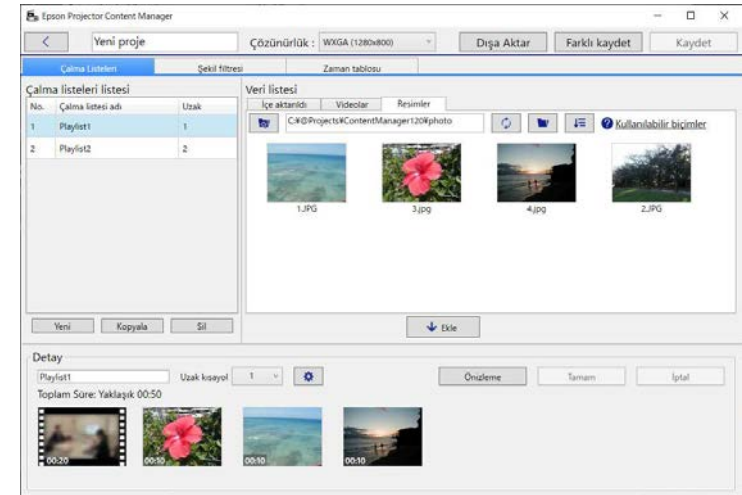 Epson Projector Content Manager
Yeni proje
Çözünürlük : WXGA (1280x800)
Dışa Aktar
Farklı kaydet
Kaydet
Çalma Listeleri
Şekil filtresi
Zaman tablosu
Çalma listeleri listesi
No. Çalma listesi adı Uzak
1 Playlist1 1
2 Playlist2 2
Yeni
Kopyala
Sil
Veri listesi
İçe aktarıldı
Videolar
Resimler
C:¥@Projects¥ContentManager120¥photo
Kullanılabilir biçimler
1.JPG
3.jpg
4.jpg
2.JPG
Ekle
Detay
Playlist1
Uzak kısayol 1
Önizleme
Tamam
İptal
Toplam Süre: Yaklaşık 00:50
00:20
00:10
00:10
00:10